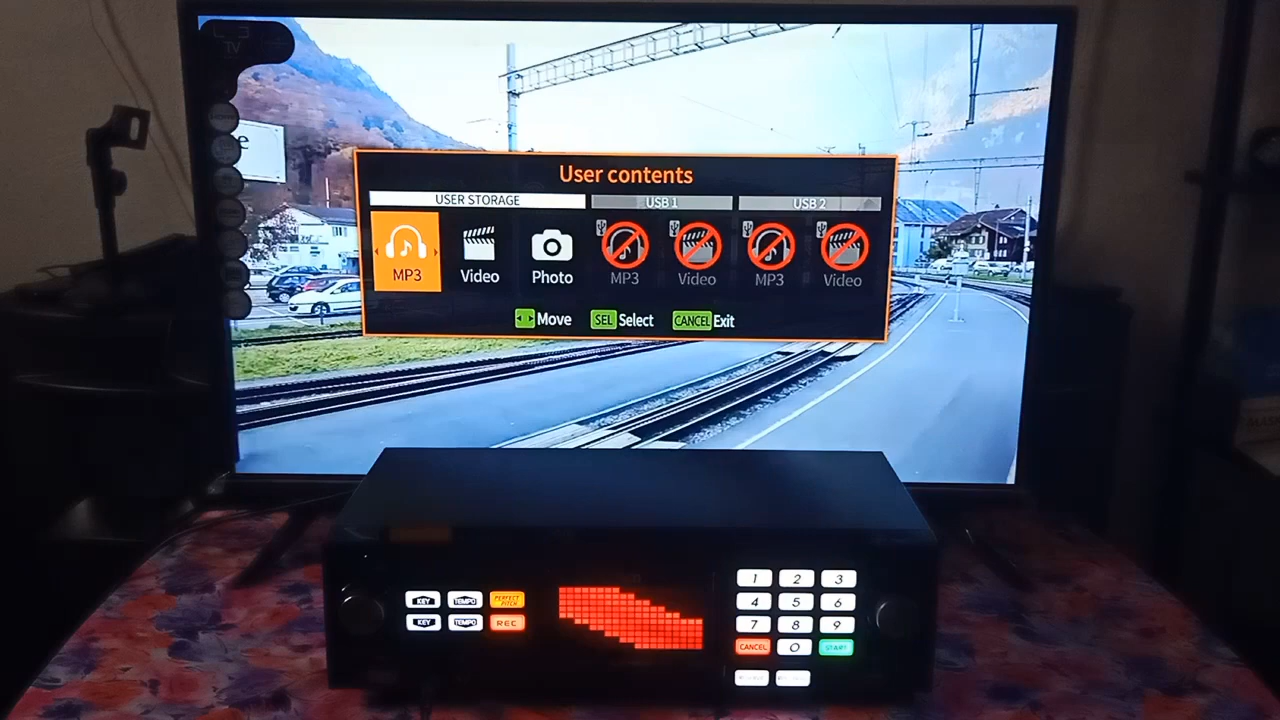 TV
e
User contents
USER STORAGE
USB 1
USB 2
MP3
Video
Photo
MP3
Video
MP3
Video
Move
SEL Select
CANCEL Exit
KEY
TEMPO
PERFECT PITCH
KEY
TEMPO
REC
1 2 3
4 5 6
7 8 9
CANCEL 0 START